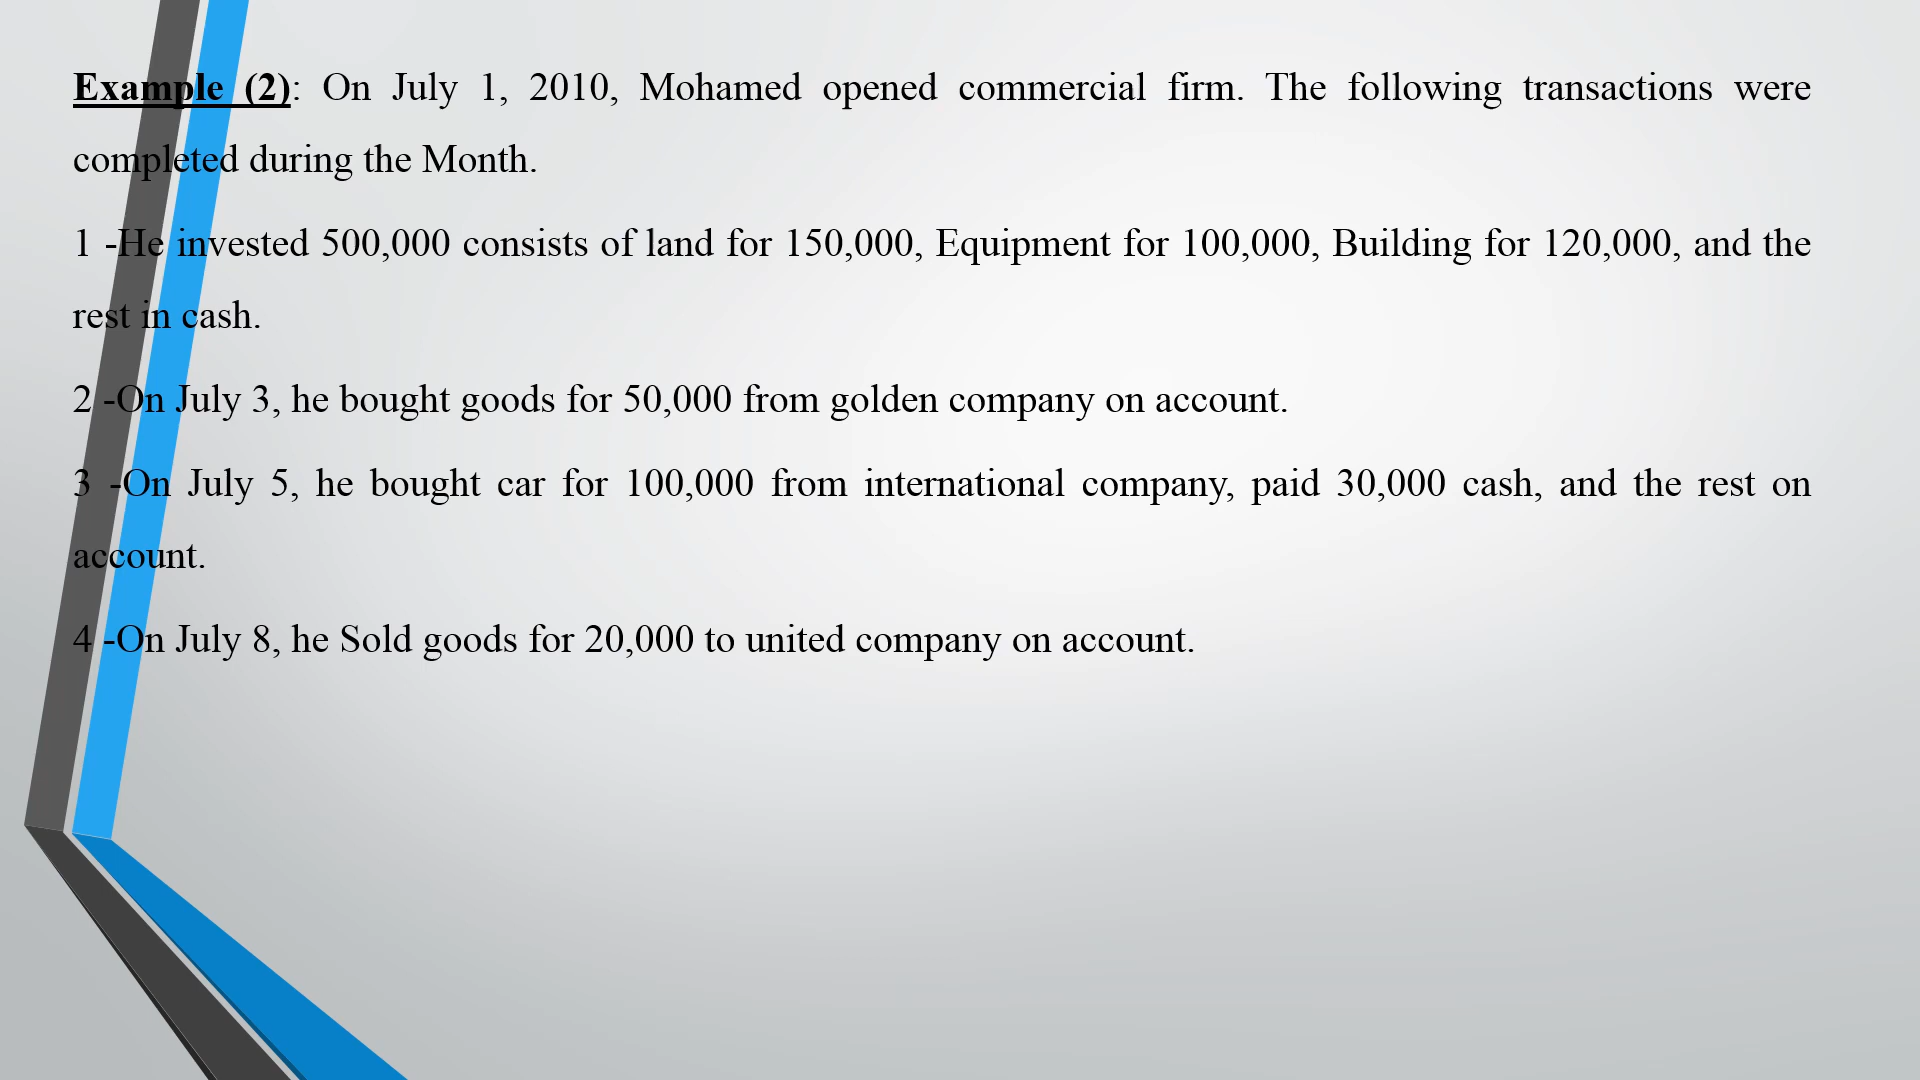 Example (2): On July 1, 2010, Mohamed opened commercial firm. The following transactions were
completed during the Month.
1 -He invested 500,000 consists of land for 150,000, Equipment for 100,000, Building for 120,000, and the
rest in cash.
2 -On July 3, he bought goods for 50,000 from golden company on account.
3 -On July 5, he bought car for 100,000 from international company, paid 30,000 cash, and the rest on
account.
4 -On July 8, he Sold goods for 20,000 to united company on account.